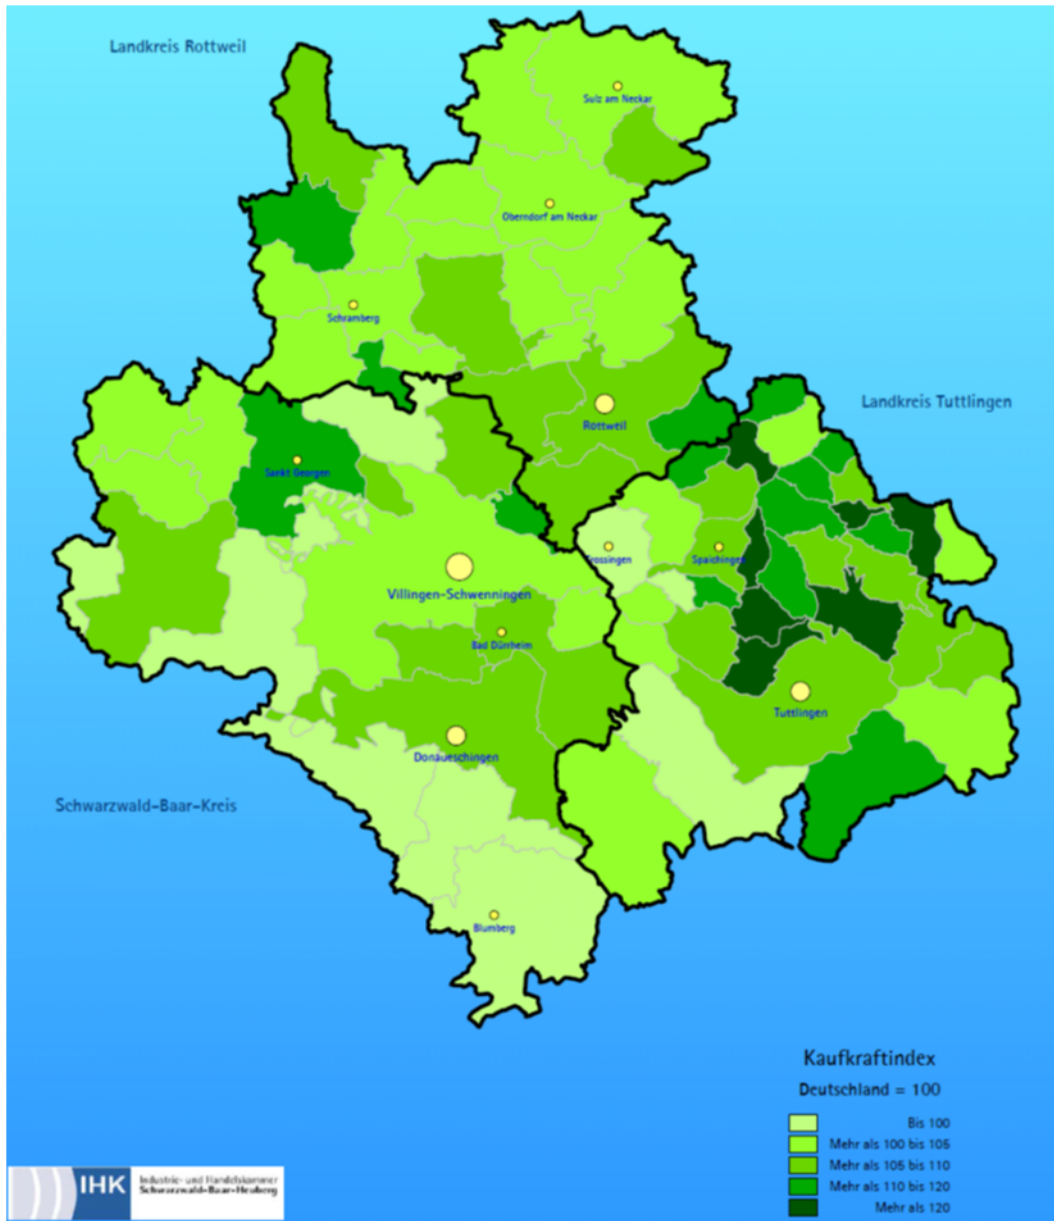 Landkreis Rottweil
Sulz am Neckar
Oberndorf am Neckar
Schramberg
Landkreis Tuttlingen
Rottweil
Sankt Georgen
Trossingen
Spaichingen
Villingen-Schwenningen
Bad Dürrheim
Tuttlingen
Donaueschingen
Schwarzwald-Baar-Kreis
Blumberg
Kaufkraftindex
Deutschland = 100
Bis 100
Mehr als 100 bis 105
Mehr als 105 bis 110
Mehr als 110 bis 120
Mehr als 120
IHK
Industrie- und Handelskammer
Schwarzwald-Baar-Heuberg